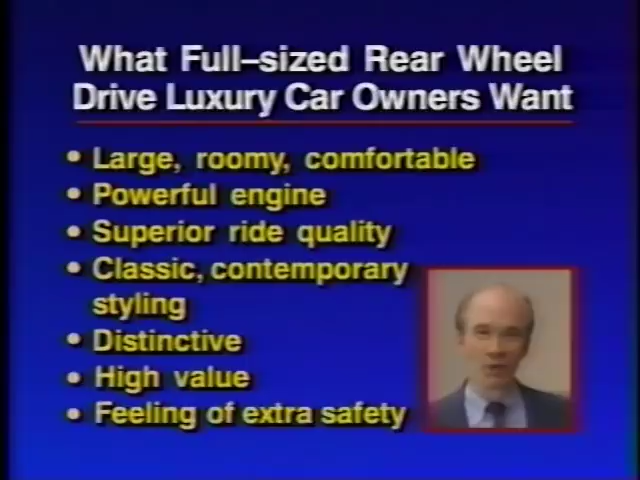 What Full-sized Rear Wheel
Drive Luxury Car Owners Want
• Large, roomy, comfortable
• Powerful engine
• Superior ride quality
• Classic, contemporary
styling
• Distinctive
• High value
• Feeling of extra safety